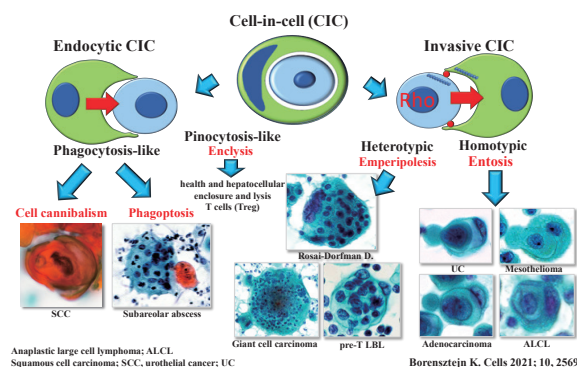 Cell-in-cell (CIC)
Endocytic CIC
Invasive CIC
Rho
Phagocytosis-like
Pinocytosis-like
Enclysis
Heterotypic
Emperipolesis
Homotypic
Entosis
health and hepatocellular
enclosure and lysis
T cells (Treg)
Cell cannibalism
Phagoptosis
SCC
Subareolar abscess
Rosai-Dorfman D.
Giant cell carcinoma
pre-T LBL
UC
Mesothelioma
Adenocarcinoma
ALCL
Anaplastic large cell lymphoma; ALCL
Squamous cell carcinoma; SCC, urothelial cancer; UC
Borensztejn K. Cells 2021; 10, 2569